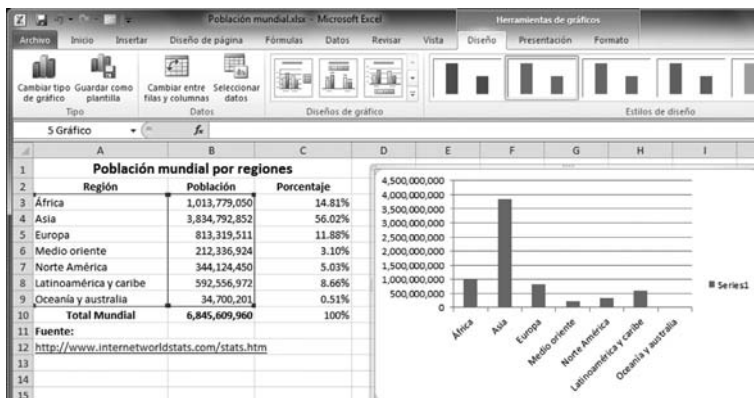 Población mundial.xlsx - Microsoft Excel
Herramientas de gráficos
Archivo Inicio Insertar Diseño de página Fórmulas Datos Revisar Vista Diseño Presentación Formato
Cambiar tipo de gráfico
Guardar como plantilla
Cambiar entre filas y columnas
Seleccionar datos
Tipo Datos Diseños de gráfico Estilos de diseño
5 Gráfico fx
A B C D E F G H I
1 Población mundial por regiones
2 Región Población Porcentaje
3 África 1,013,779,050 14.81%
4 Asia 3,834,792,852 56.02%
5 Europa 813,319,511 11.88%
6 Medio oriente 212,336,924 3.10%
7 Norte América 344,124,450 5.03%
8 Latinoamérica y caribe 592,556,972 8.66%
9 Oceanía y australia 34,700,201 0.51%
10 Total Mundial 6,845,609,960 100%
11 Fuente:
12 http://www.internetworldstats.com/stats.htm
13
14
15
4,500,000,000
4,000,000,000
3,500,000,000
3,000,000,000
2,500,000,000
2,000,000,000
1,500,000,000
1,000,000,000
500,000,000
0
África
Asia
Europa
Medio oriente
Norte América
Latinoamérica y caribe
Oceanía y australia
Series1